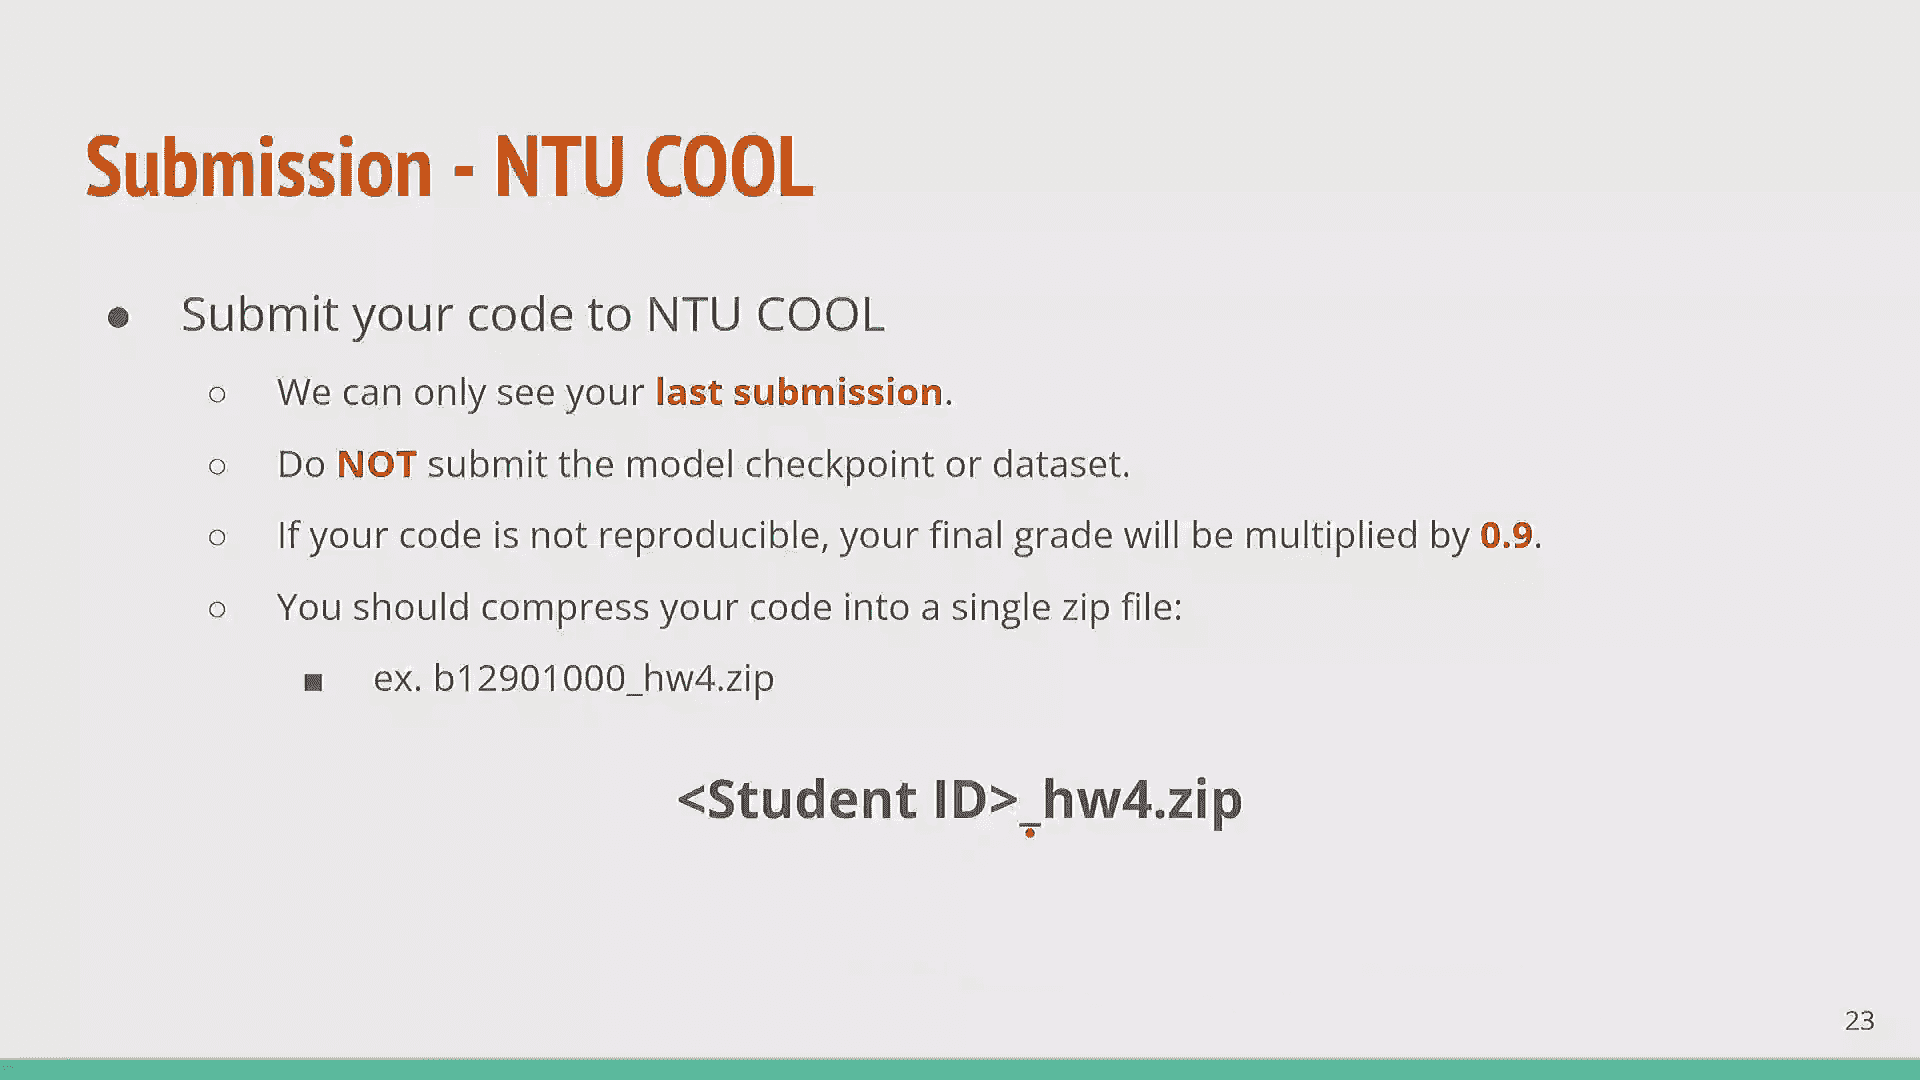 Submission - NTU COOL
● Submit your code to NTU COOL
○ We can only see your last submission.
○ Do NOT submit the model checkpoint or dataset.
○ If your code is not reproducible, your final grade will be multiplied by 0.9.
○ You should compress your code into a single zip file:
■ ex. b12901000_hw4.zip
<Student ID>_hw4.zip
23